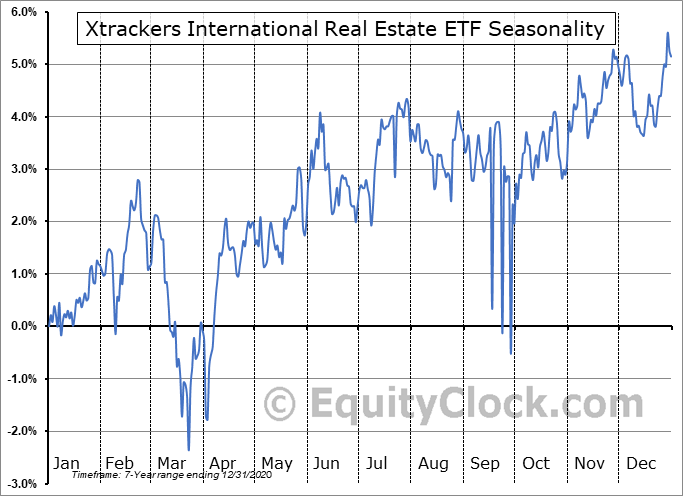 Xtrackers International Real Estate ETF Seasonality
6.0%
5.0%
4.0%
3.0%
2.0%
1.0%
0.0%
-1.0%
-2.0%
-3.0%
© EquityClock.com
Jan Feb Mar Apr May Jun Jul Aug Sep Oct Nov Dec
Timeframe: 7-Year range ending 12/31/2020